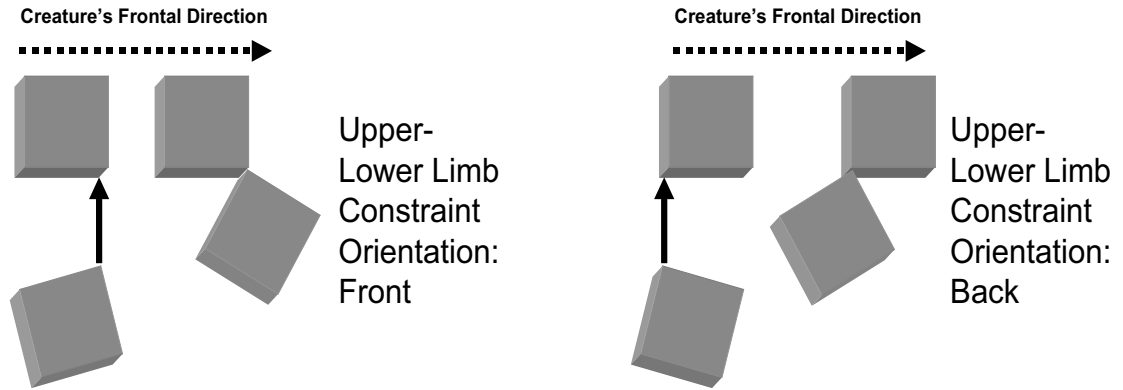 Creature's Frontal Direction
Upper-
Lower Limb
Constraint
Orientation:
Front
Creature's Frontal Direction
Upper-
Lower Limb
Constraint
Orientation:
Back